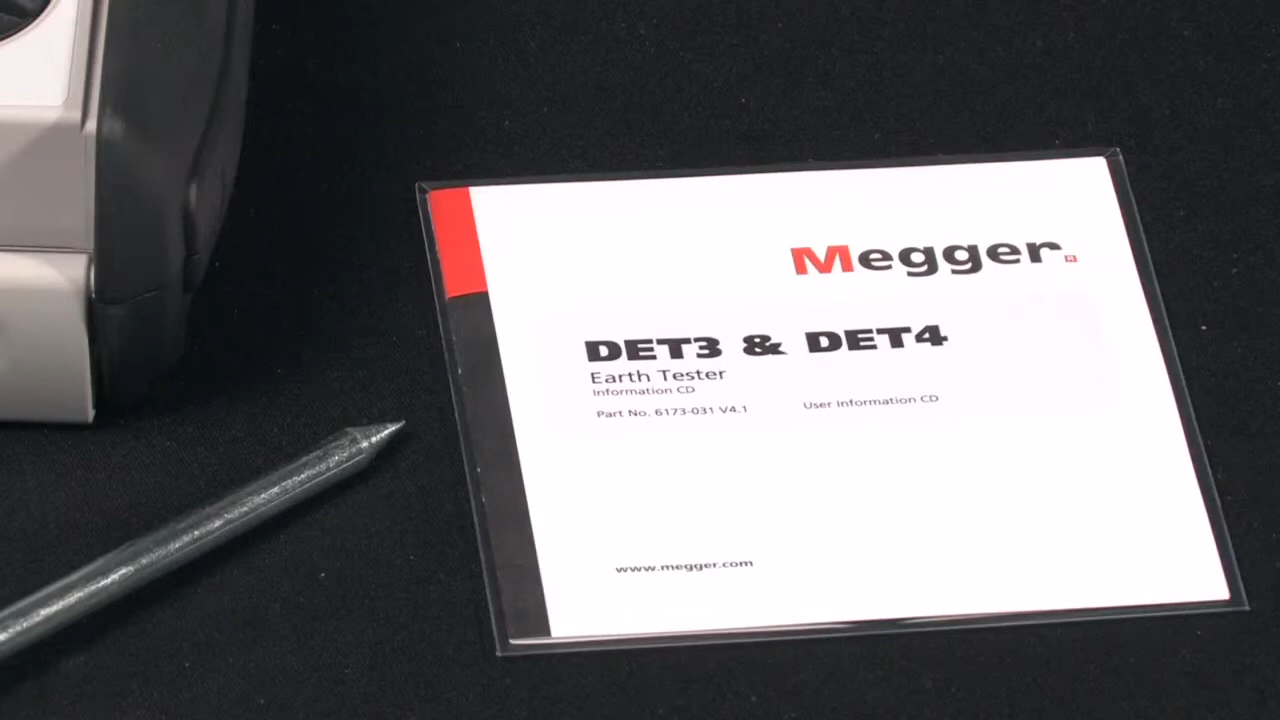 Megger.
DET3 & DET4
Earth Tester
Information CD
Part No. 6173-031 V4.1 User Information CD
www.megger.com